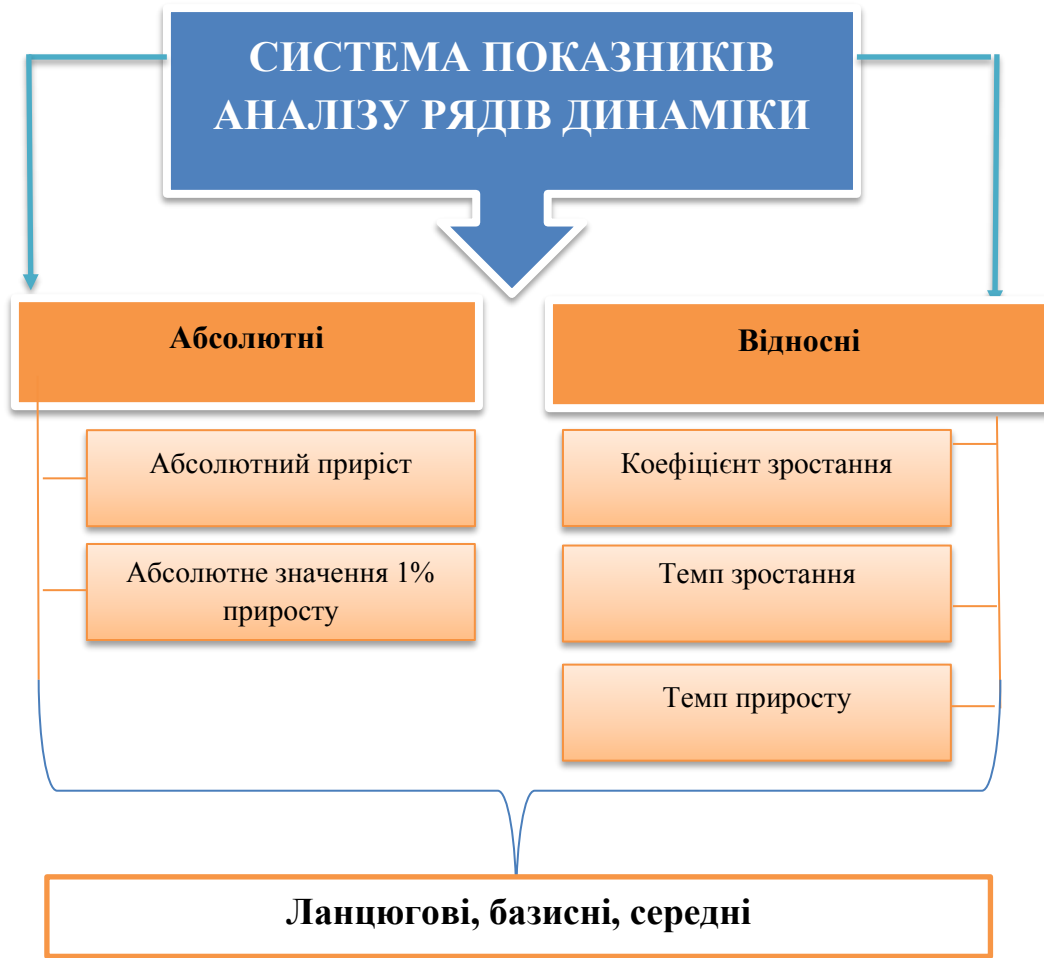 СИСТЕМА ПОКАЗНИКІВ
АНАЛІЗУ РЯДІВ ДИНАМІКИ
Абсолютні
Абсолютний приріст
Абсолютне значення 1%
приросту
Відносні
Коефіцієнт зростання
Темп зростання
Темп приросту
Ланцюгові, базисні, середні